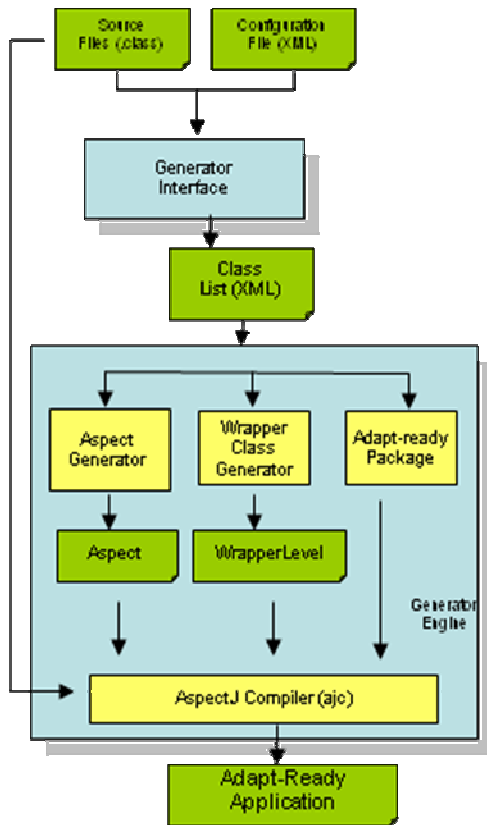 Source
Files (.class)
Configuration
File (XML)
Generator
Interface
Class
List (XML)
Aspect
Generator
Wrapper
Class
Generator
Adapt-ready
Package
Aspect
WrapperLevel
Generator
Engine
AspectJ Compiler (ajc)
Adapt-Ready
Application